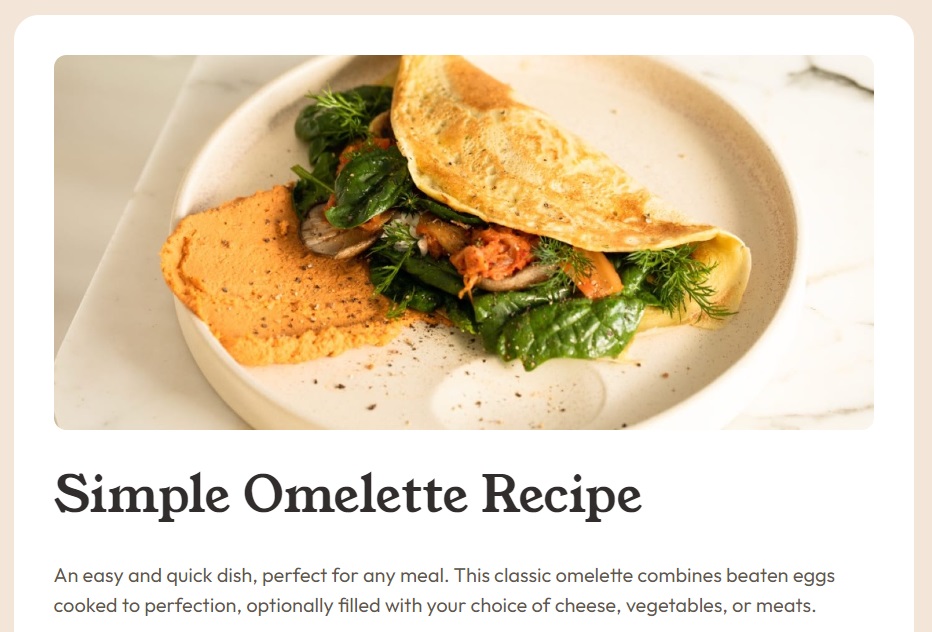 Simple Omelette Recipe
An easy and quick dish, perfect for any meal. This classic omelette combines beaten eggs
cooked to perfection, optionally filled with your choice of cheese, vegetables, or meats.